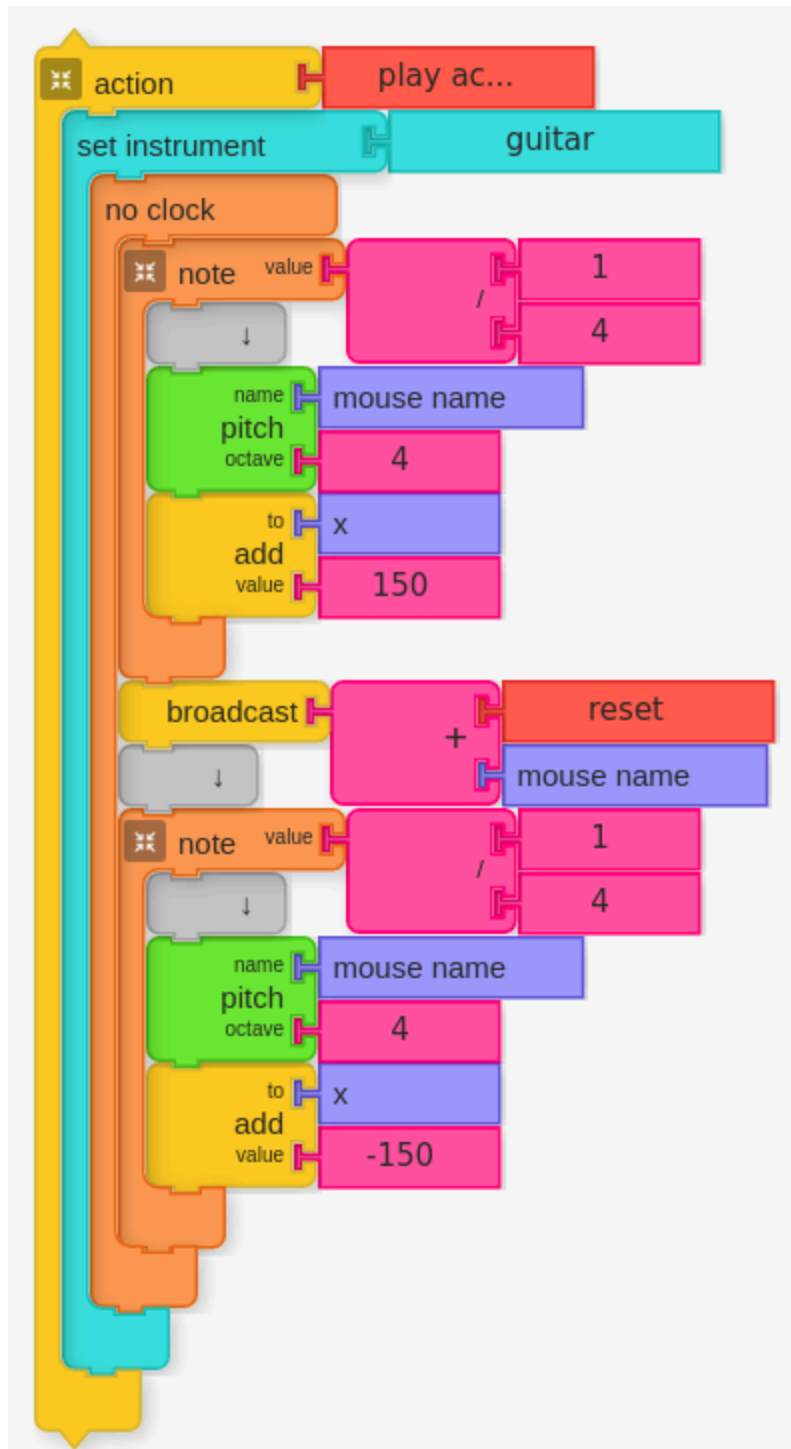 action play ac...
set instrument guitar
no clock
note value / 1
4
↓
name mouse name
pitch
octave 4
to x
add
value 150
broadcast + reset
mouse name
↓
note value / 1
4
↓
name mouse name
pitch
octave 4
to x
add
value -150